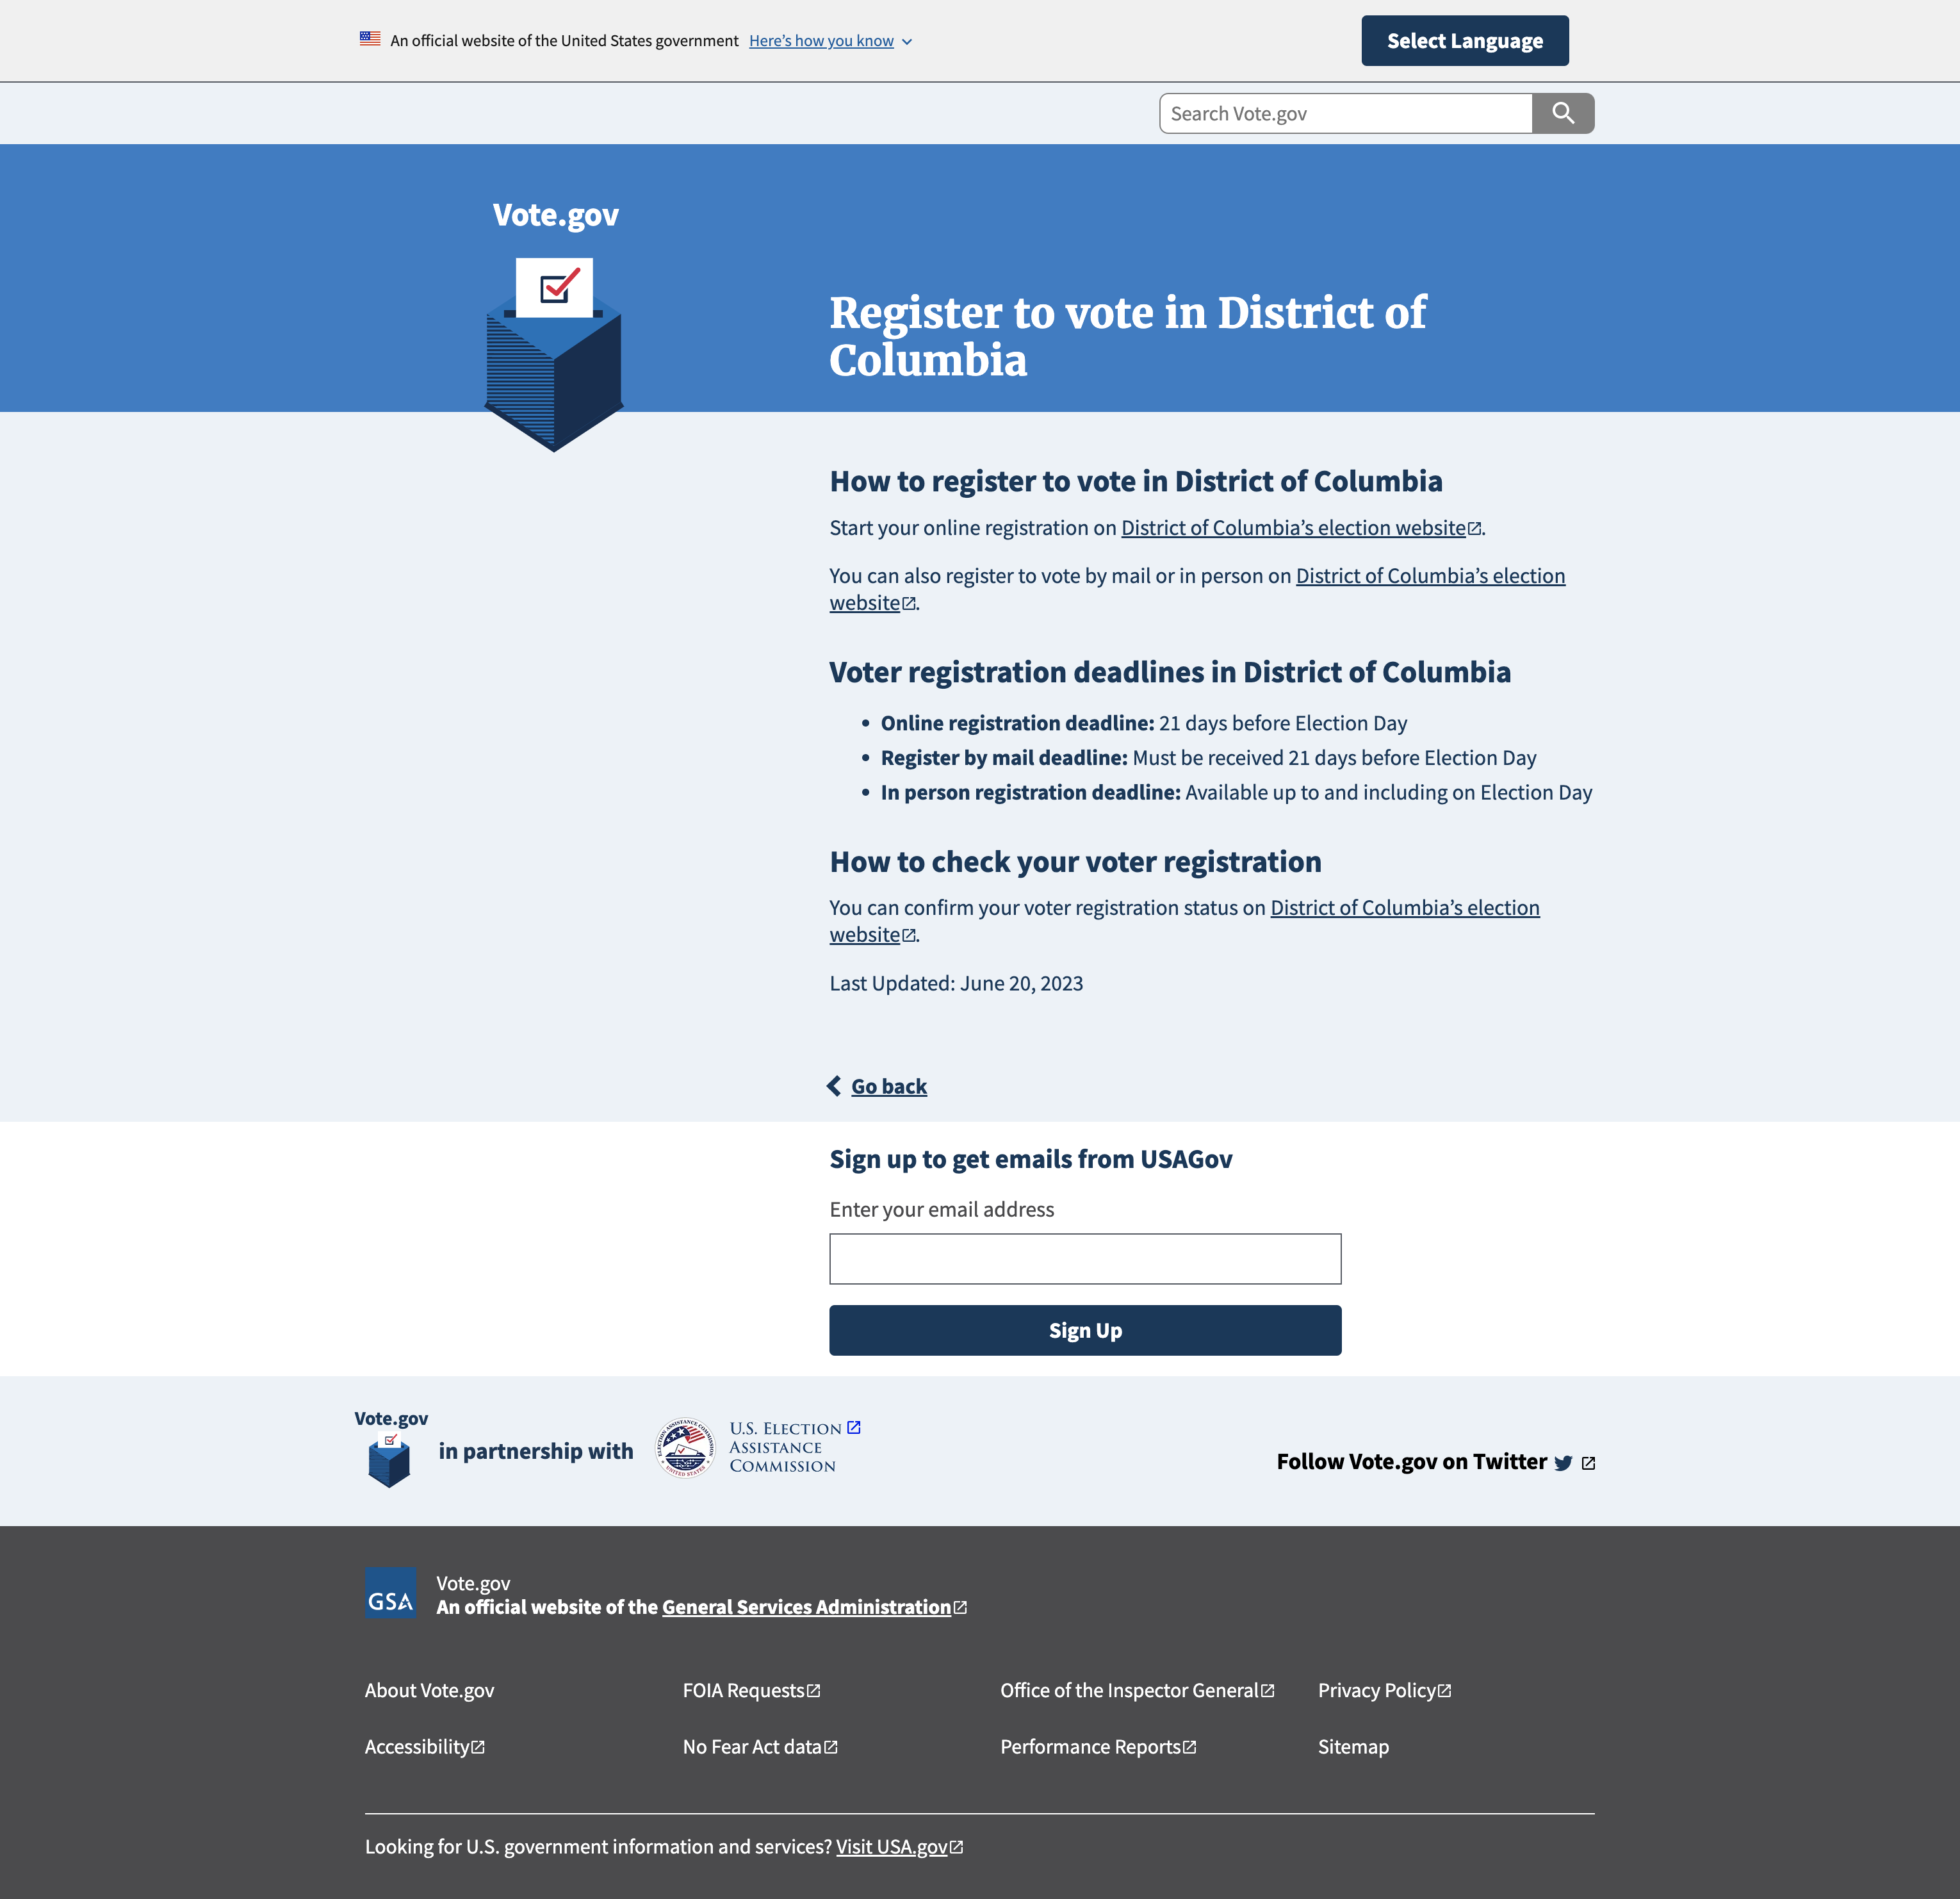 An official website of the United States government Here’s how you know
Select Language
Search Vote.gov
Vote.gov
Register to vote in District of
Columbia
How to register to vote in District of Columbia
Start your online registration on District of Columbia’s election website.
You can also register to vote by mail or in person on District of Columbia’s election
website.
Voter registration deadlines in District of Columbia
• Online registration deadline: 21 days before Election Day
• Register by mail deadline: Must be received 21 days before Election Day
• In person registration deadline: Available up to and including on Election Day
How to check your voter registration
You can confirm your voter registration status on District of Columbia’s election
website.
Last Updated: June 20, 2023
Go back
Sign up to get emails from USAGov
Enter your email address
Sign Up
Vote.gov
in partnership with
ELECTION ASSISTANCE COMMISSION
UNITED STATES
U.S. Election
Assistance
Commission
Follow Vote.gov on Twitter
GSA
Vote.gov
An official website of the General Services Administration
About Vote.gov
FOIA Requests
Office of the Inspector General
Privacy Policy
Accessibility
No Fear Act data
Performance Reports
Sitemap
Looking for U.S. government information and services? Visit USA.gov